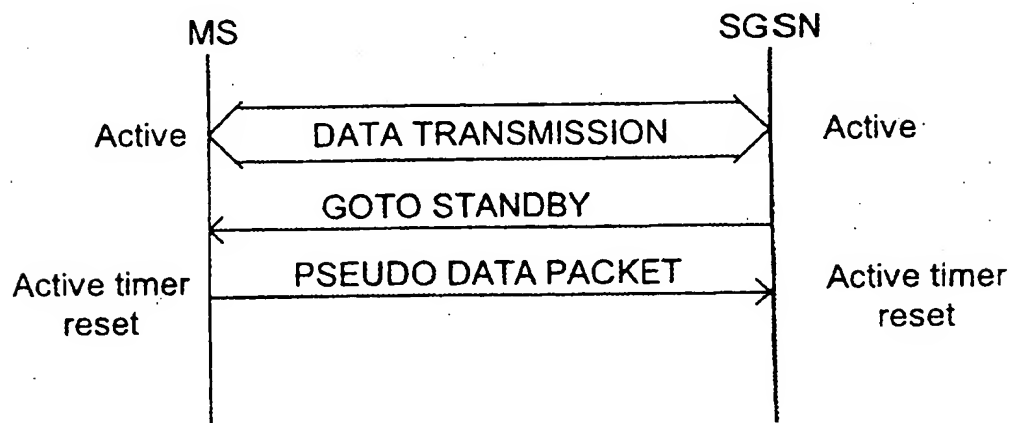 MS
SGSN
Active
DATA TRANSMISSION
Active
GOTO STANDBY
Active timer
reset
PSEUDO DATA PACKET
Active timer
reset